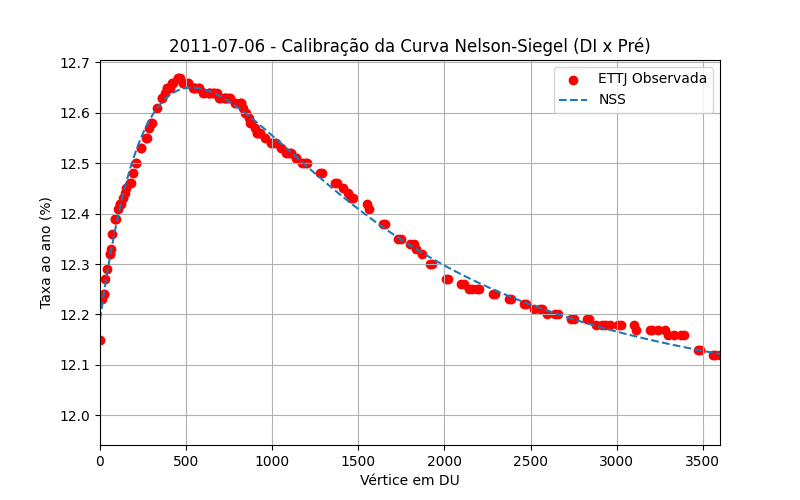 2011-07-06 - Calibração da Curva Nelson-Siegel (DI x Pré)
ETTJ Observada
NSS
Taxa ao ano (%)
12.7
12.6
12.5
12.4
12.3
12.2
12.1
12.0
0 500 1000 1500 2000 2500 3000 3500
Vértice em DU